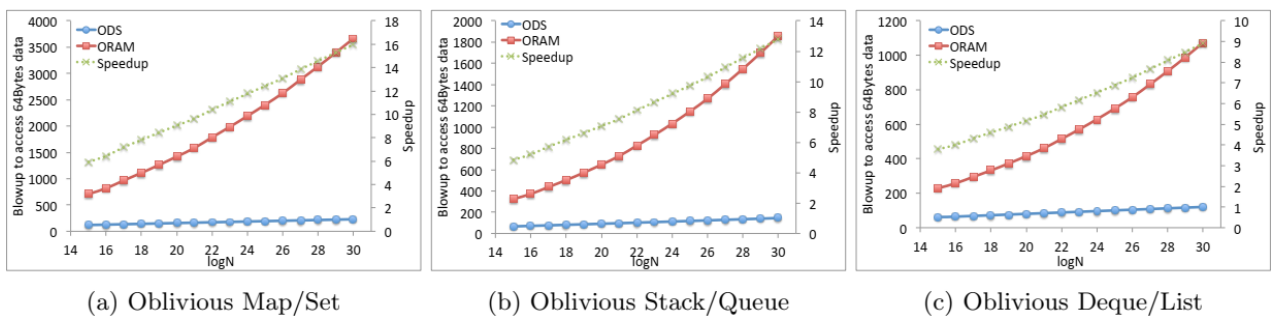 ODS
ORAM
Speedup
Blowup to access 64Bytes data
4000
3500
3000
2500
2000
1500
1000
500
0
18
16
14
12
10
8
6
4
2
0
Speedup
14 16 18 20 22 24 26 28 30
logN
(a) Oblivious Map/Set
ODS
ORAM
Speedup
Blowup to access 64Bytes data
2000
1800
1600
1400
1200
1000
800
600
400
200
0
14
12
10
8
6
4
2
0
Speedup
14 16 18 20 22 24 26 28 30
logN
(b) Oblivious Stack/Queue
ODS
ORAM
Speedup
Blowup to access 64Bytes data
1200
1000
800
600
400
200
0
10
9
8
7
6
5
4
3
2
1
0
Speedup
14 16 18 20 22 24 26 28 30
logN
(c) Oblivious Deque/List